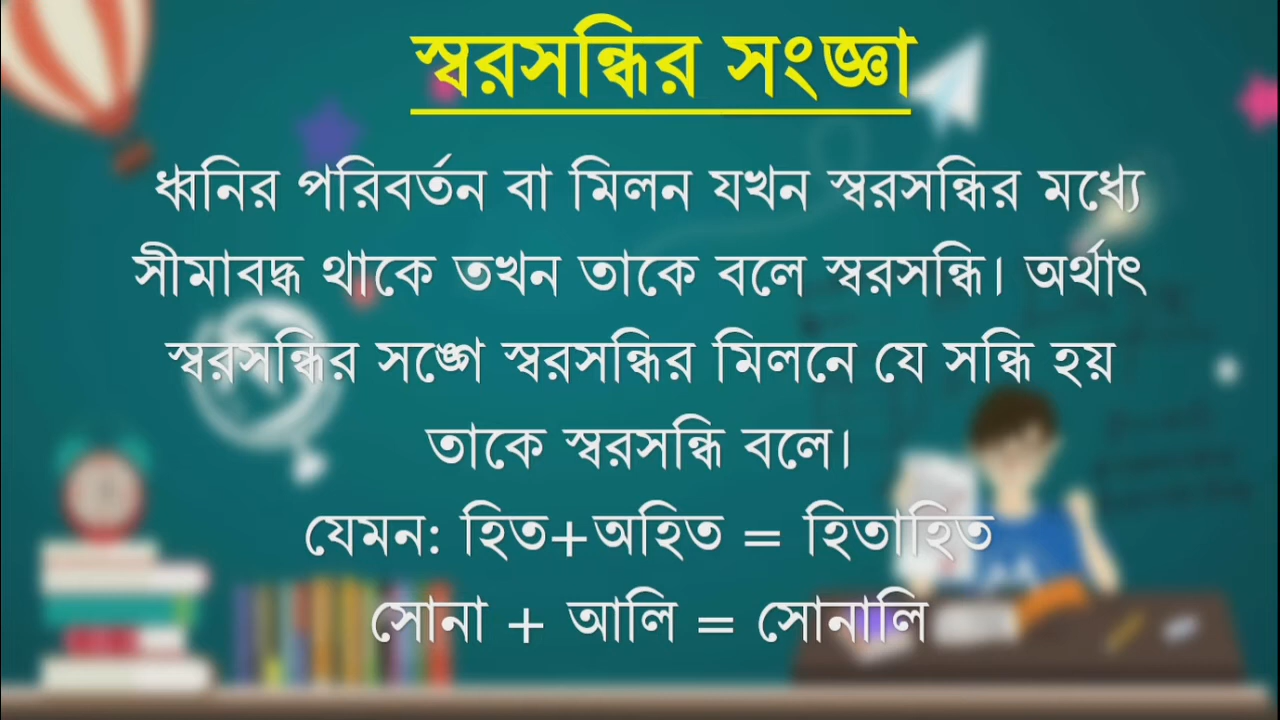 স্বরসন্ধির সংজ্ঞা
ধ্বনির পরিবর্তন বা মিলন যখন স্বরসন্ধির মধ্যে
সীমাবদ্ধ থাকে তখন তাকে বলে স্বরসন্ধি। অর্থাৎ
স্বরসন্ধির সঙ্গে স্বরসন্ধির মিলনে যে সন্ধি হয়
তাকে স্বরসন্ধি বলে।
যেমন: হিত+অহিত = হিতাহিত
সোনা + আলি = সোনালি